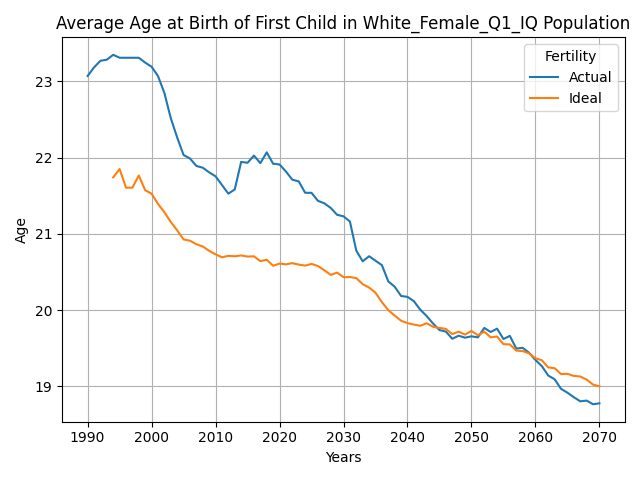 Average Age at Birth of First Child in White_Female_Q1_IQ Population
Fertility
Actual
Ideal
Age
23
22
21
20
19
1990 2000 2010 2020 2030 2040 2050 2060 2070
Years